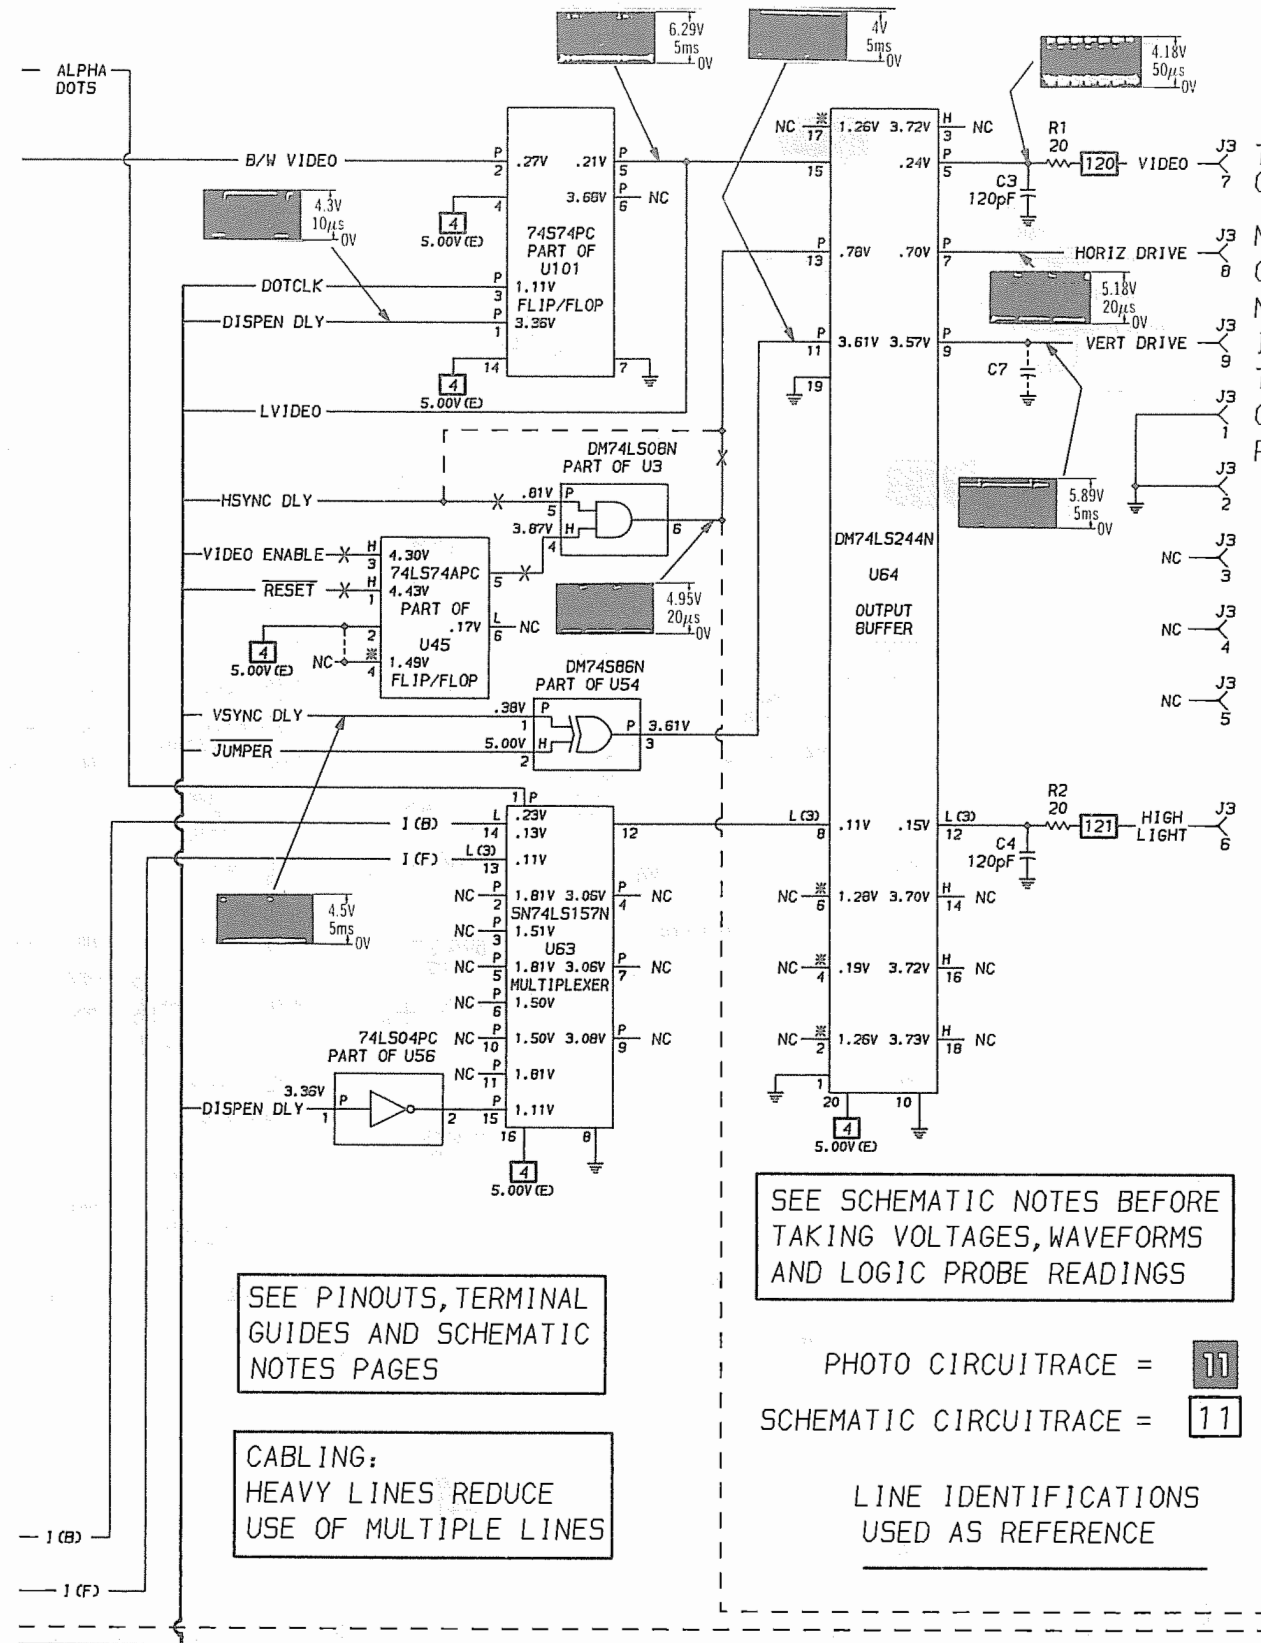 6.29V
5ms
0V
4V
5ms
0V
4.18V
50µs
0V
ALPHA
DOTS
B/W VIDEO
P
2
.27V
.21V
P
5
3.68V
P
6
NC
4
4
5.00V(E)
74S74PC
PART OF
U101
FLIP/FLOP
4.3V
10µs
0V
DOTCLK
P
3
1.11V
DISPEN DLY
P
1
3.36V
14
7
4
5.00V(E)
LVIDEO
NC
※
17
1.26V 3.72V
H
3
NC
15
.24V
P
5
R1
20
120
VIDEO
J3
7
C3
120pF
P
13
.78V
.70V
P
7
HORIZ DRIVE
J3
8
5.18V
20µs
0V
P
11
3.61V 3.57V
P
9
VERT DRIVE
J3
9
C7
19
J3
1
J3
2
5.89V
5ms
0V
DM74LS08N
PART OF U3
HSYNC DLY
.81V
P
5
3.87V
H
4
6
VIDEO ENABLE
H
3
4.30V
74LS74APC
5
RESET
H
1
4.43V
PART OF
2
.17V
L
6
NC
U45
4
5.00V(E)
NC
※
4
1.49V
FLIP/FLOP
4.95V
20µs
0V
DM74LS244N
U64
OUTPUT
BUFFER
NC
J3
3
NC
J3
4
NC
J3
5
DM74S86N
PART OF U54
VSYNC DLY
.38V
P
1
P
3
3.61V
JUMPER
5.00V
H
2
1
P
.23V
I(B)
L
14
.13V
12
I(F)
L(3)
13
.11V
L(3)
8
.11V
.15V
L(3)
12
R2
20
121
HIGH
LIGHT
J3
6
C4
120pF
4.5V
5ms
0V
NC
P
2
1.81V 3.06V
P
4
NC
SN74LS157N
NC
P
3
1.51V
U63
NC
P
5
1.81V 3.06V
P
7
NC
MULTIPLEXER
NC
P
6
1.50V
NC
P
10
1.50V 3.08V
P
9
NC
NC
P
11
1.81V
NC
※
6
1.28V 3.70V
H
14
NC
NC
※
4
.19V 3.72V
H
16
NC
NC
※
2
1.26V 3.73V
H
18
NC
1
20
10
4
5.00V(E)
74LS04PC
PART OF U56
DISPEN DLY
3.36V
P
1
2
P
15
1.11V
16
8
4
5.00V(E)
SEE SCHEMATIC NOTES BEFORE
TAKING VOLTAGES, WAVEFORMS
AND LOGIC PROBE READINGS
SEE PINOUTS, TERMINAL
GUIDES AND SCHEMATIC
NOTES PAGES
PHOTO CIRCUITRACE = 11
SCHEMATIC CIRCUITRACE = 11
CABLING:
HEAVY LINES REDUCE
USE OF MULTIPLE LINES
LINE IDENTIFICATIONS
USED AS REFERENCE
I(B)
I(F)